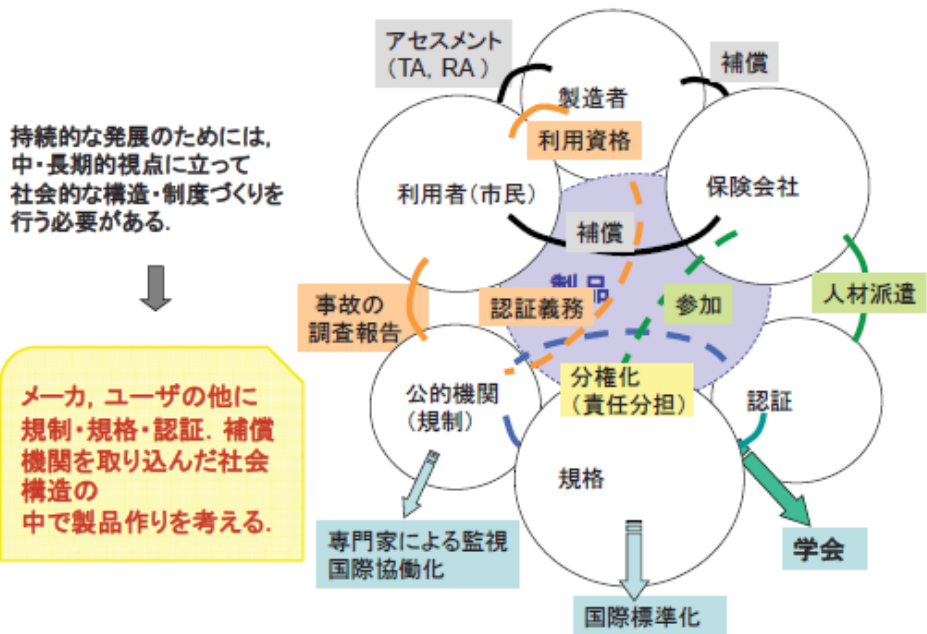 持続的な発展のためには,
中・長期的視点に立って
社会的な構造・制度づくりを
行う必要がある.
メーカ, ユーザの他に
規制・規格・認証. 補償
機関を取り込んだ社会
構造の
中で製品作りを考える.
アセスメント
(TA, RA )
補償
製造者
利用資格
利用者(市民)
保険会社
補償
製品
事故の
調査報告
認証義務
参加
人材派遣
公的機関
(規制)
分権化
(責任分担)
認証
規格
専門家による監視
国際協働化
学会
国際標準化